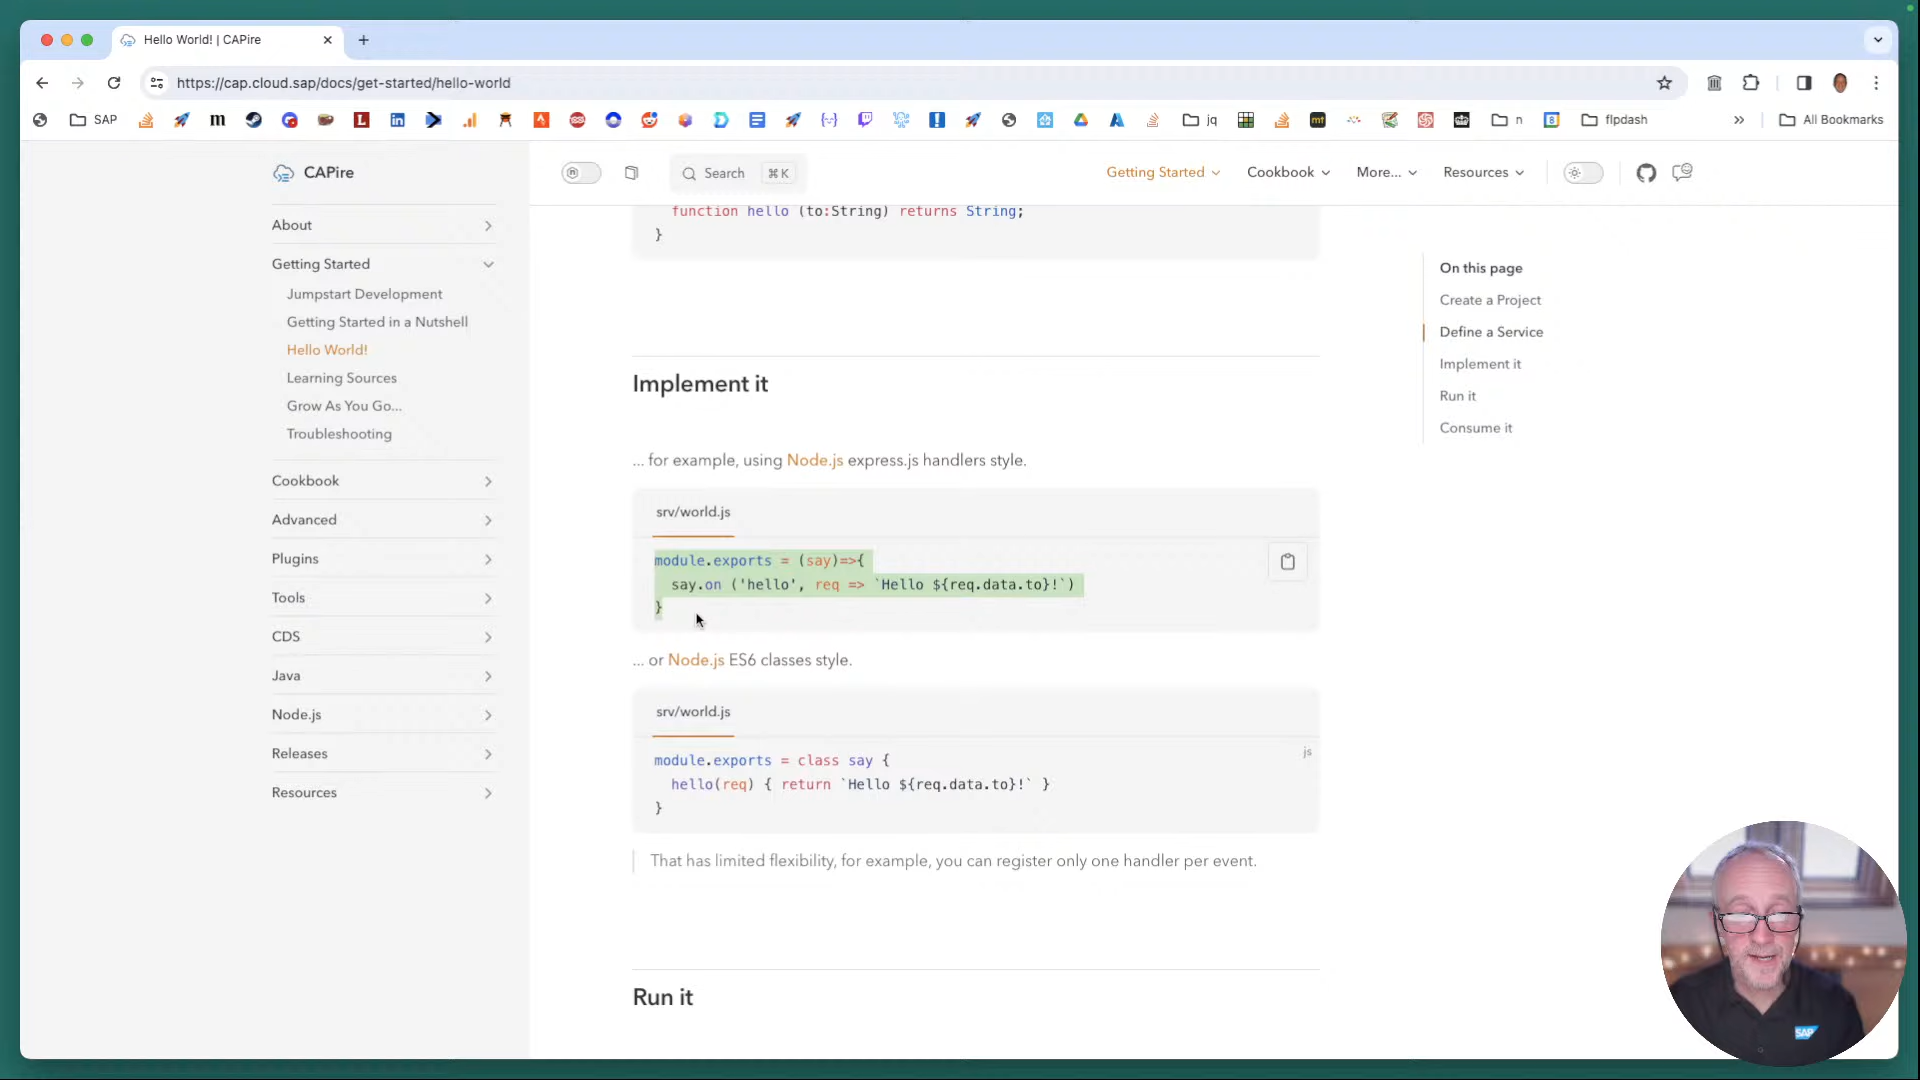 Hello World! | CAPire
https://cap.cloud.sap/docs/get-started/hello-world
SAP
jq
n
flpdash
All Bookmarks
CAPire
Search ⌘ K
Getting Started
Cookbook
More...
Resources
About
Getting Started
Jumpstart Development
Getting Started in a Nutshell
Hello World!
Learning Sources
Grow As You Go...
Troubleshooting
Cookbook
Advanced
Plugins
Tools
CDS
Java
Node.js
Releases
Resources
function hello (to:String) returns String;
}
Implement it
... for example, using Node.js express.js handlers style.
srv/world.js
module.exports = (say)=>{
say.on ('hello', req => `Hello ${req.data.to}!`)
}
... or Node.js ES6 classes style.
srv/world.js
js
module.exports = class say {
hello(req) { return `Hello ${req.data.to}!` }
}
That has limited flexibility, for example, you can register only one handler per event.
Run it
On this page
Create a Project
Define a Service
Implement it
Run it
Consume it
SAP